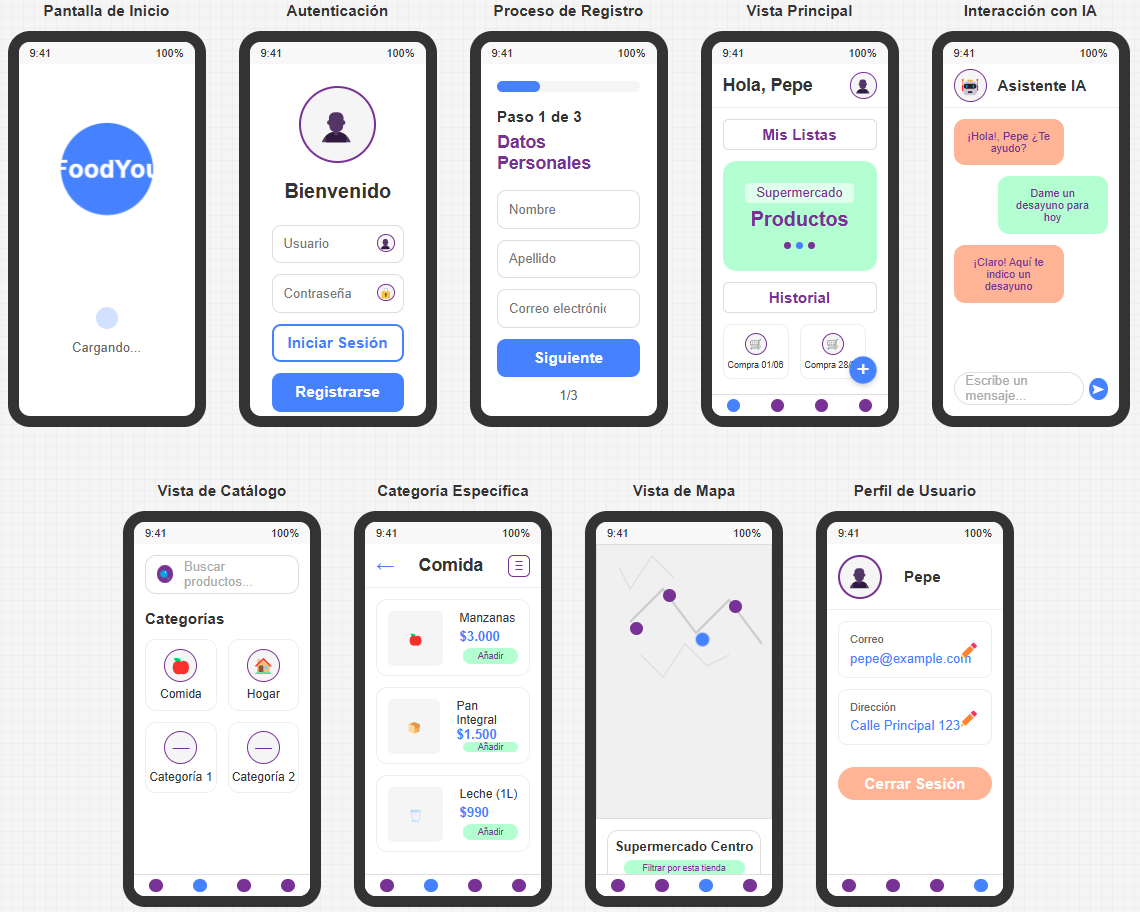 Pantalla de Inicio
9:41 100%
FoodYou
Cargando...
Autenticación
9:41 100%
Bienvenido
Usuario
Contraseña
Iniciar Sesión
Registrarse
Proceso de Registro
9:41 100%
Paso 1 de 3
Datos
Personales
Nombre
Apellido
Correo electrónic
Siguiente
1/3
Vista Principal
9:41 100%
Hola, Pepe
Mis Listas
Supermercado
Productos
Historial
Compra 01/06 Compra 28/
+
Interacción con IA
9:41 100%
Asistente IA
¡Hola!, Pepe ¿Te
ayudo?
Dame un
desayuno para
hoy
¡Claro! Aquí te
indico un
desayuno
Escribe un
mensaje...
Vista de Catálogo
9:41 100%
Buscar
productos...
Categorías
Comida Hogar
Categoría 1 Categoría 2
Categoría Específica
9:41 100%
← Comida
Manzanas
$3.000
Añadir
Pan
Integral
$1.500
Añadir
Leche (1L)
$990
Añadir
Vista de Mapa
9:41 100%
Supermercado Centro
Filtrar por esta tienda
Perfil de Usuario
9:41 100%
Pepe
Correo
pepe@example.com
Dirección
Calle Principal 123
Cerrar Sesión